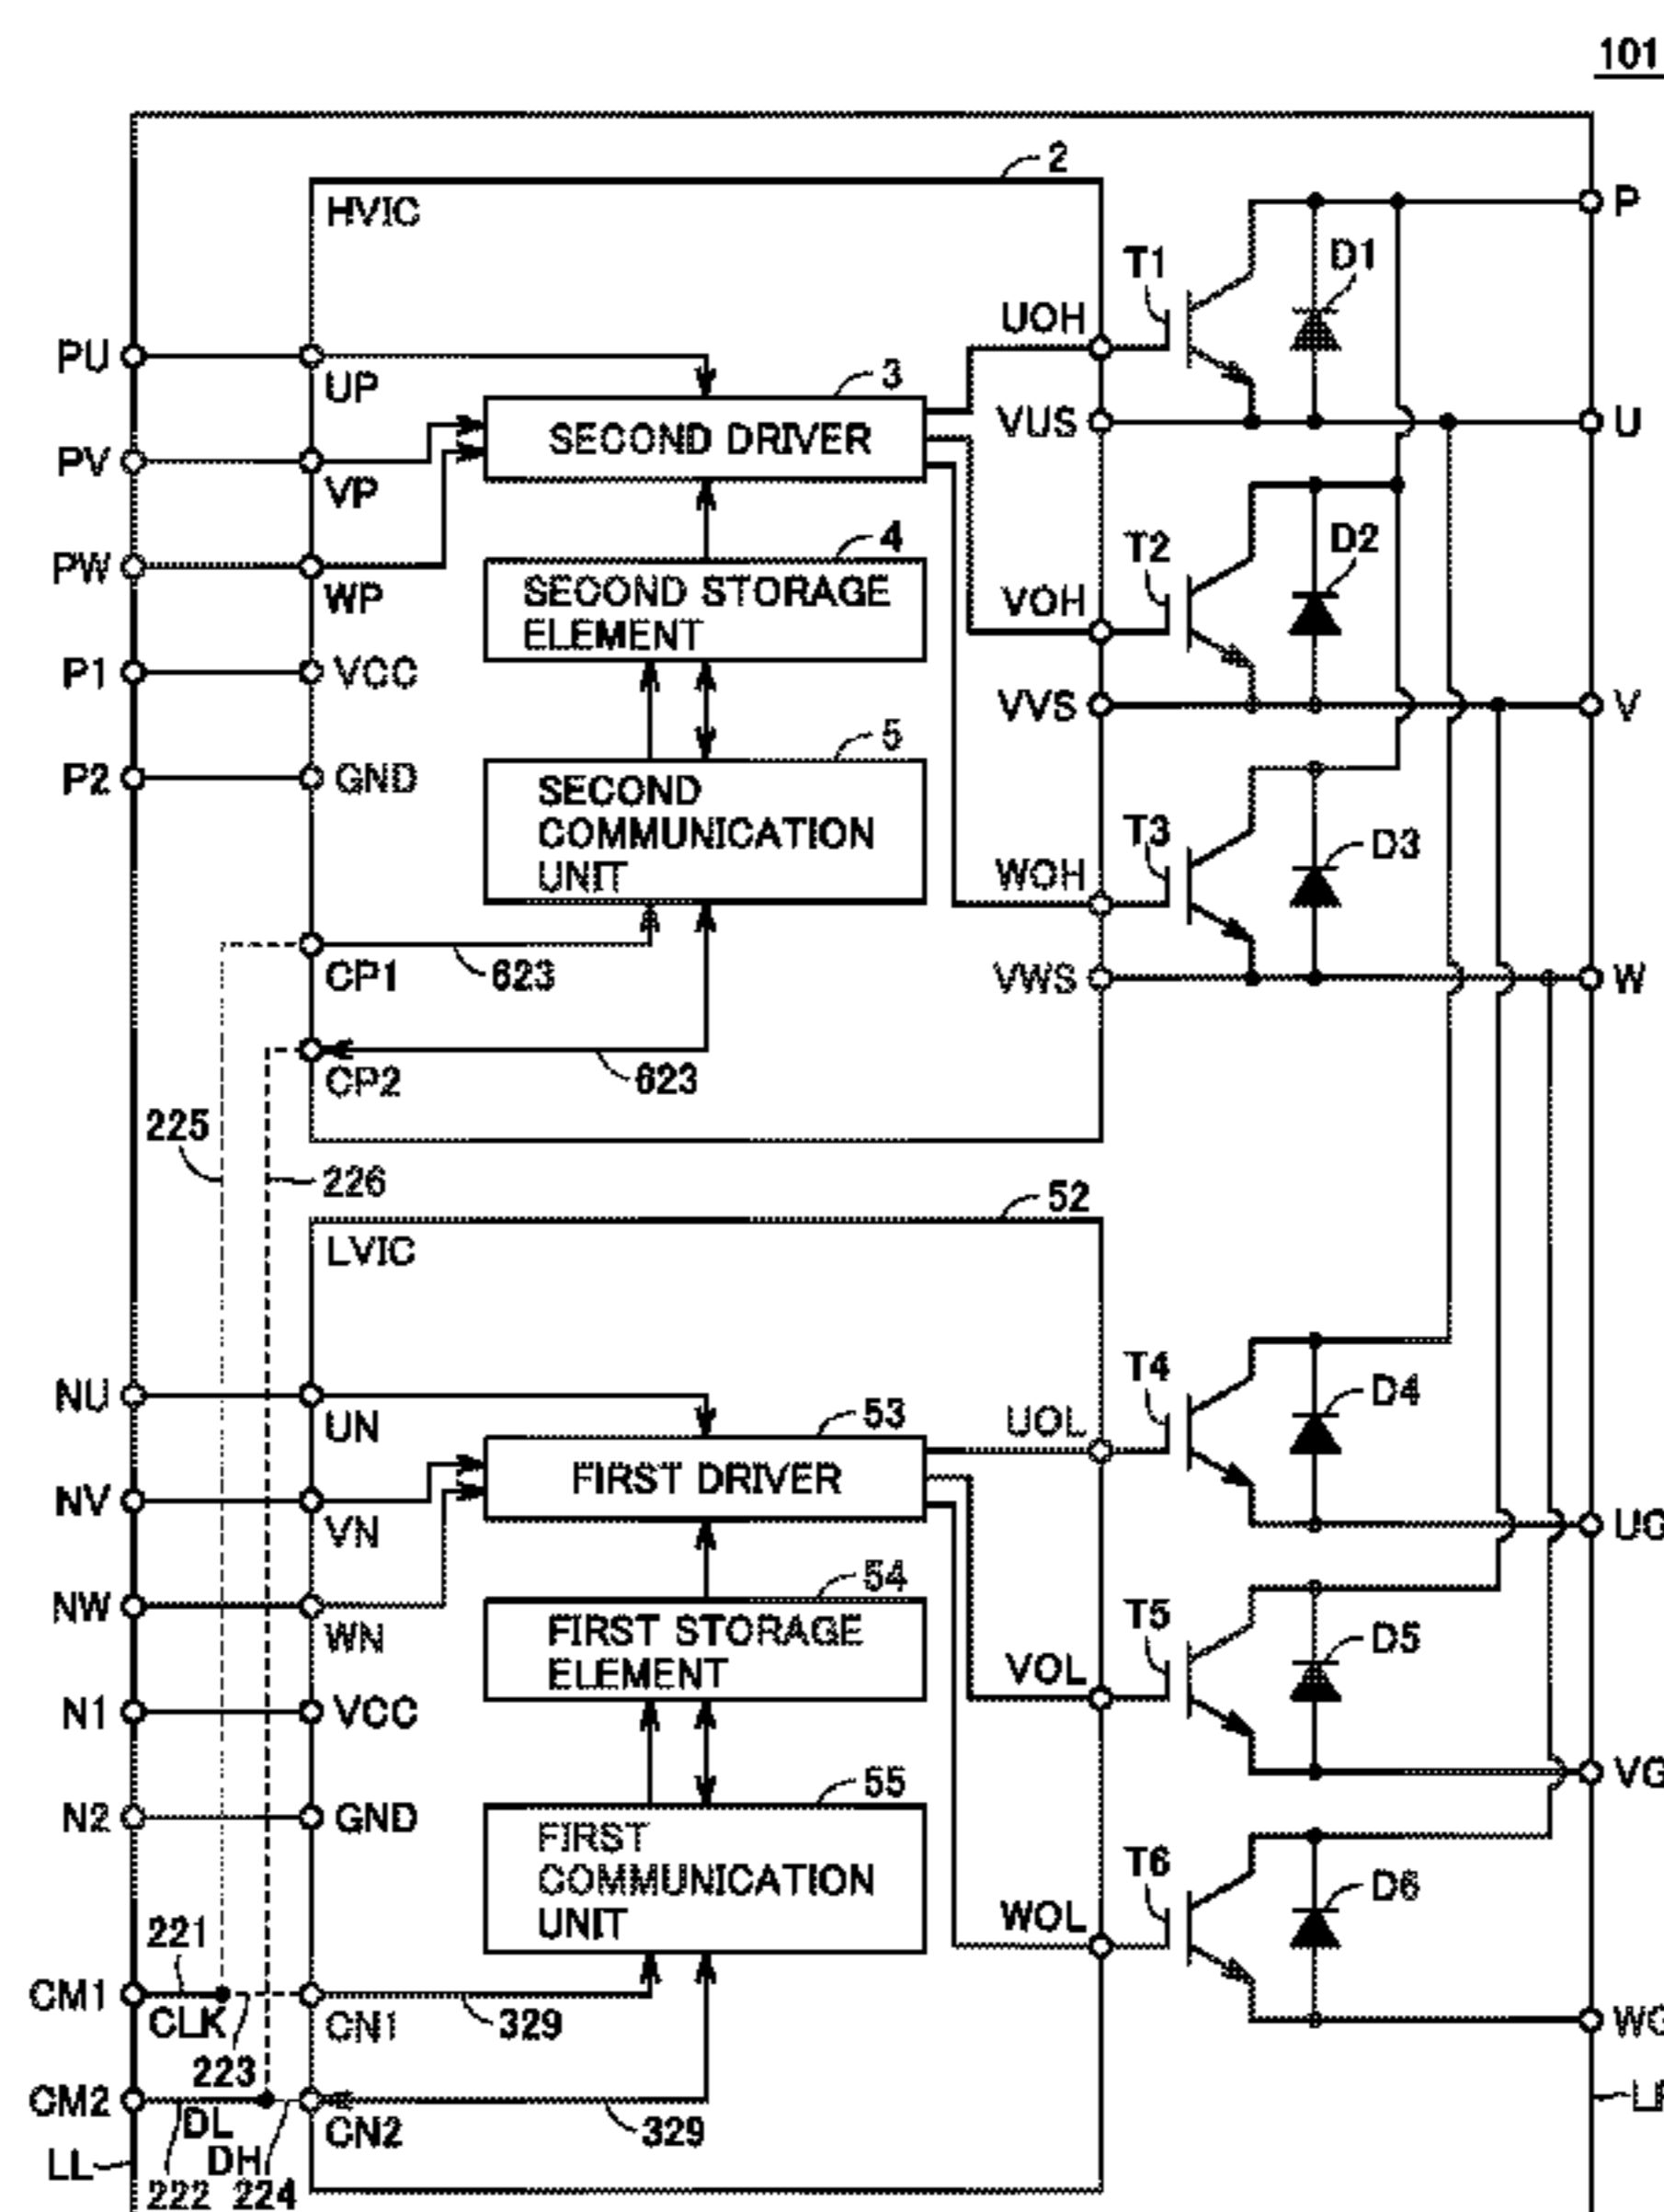 101
2
HVIC
P
T1
D1
UOH
PU
UP
3
VUS
U
SECOND DRIVER
PV
VP
4
T2
D2
PW
WP
SECOND STORAGE
ELEMENT
VOH
P1
VCC
VVS
V
5
P2
GND
SECOND
COMMUNICATION
UNIT
T3
D3
WOH
CP1
623
VWS
W
CP2
623
225
226
52
LVIC
T4
D4
NU
UN
53
UOL
FIRST DRIVER
NV
VN
UG
54
T5
D5
NW
WN
FIRST STORAGE
ELEMENT
VOL
N1
VCC
55
VG
N2
GND
FIRST
COMMUNICATION
UNIT
T6
D6
WOL
221
CM1
CLK
CN1
329
WG
223
CM2
DL
CN2
329
DH
LL
222
224